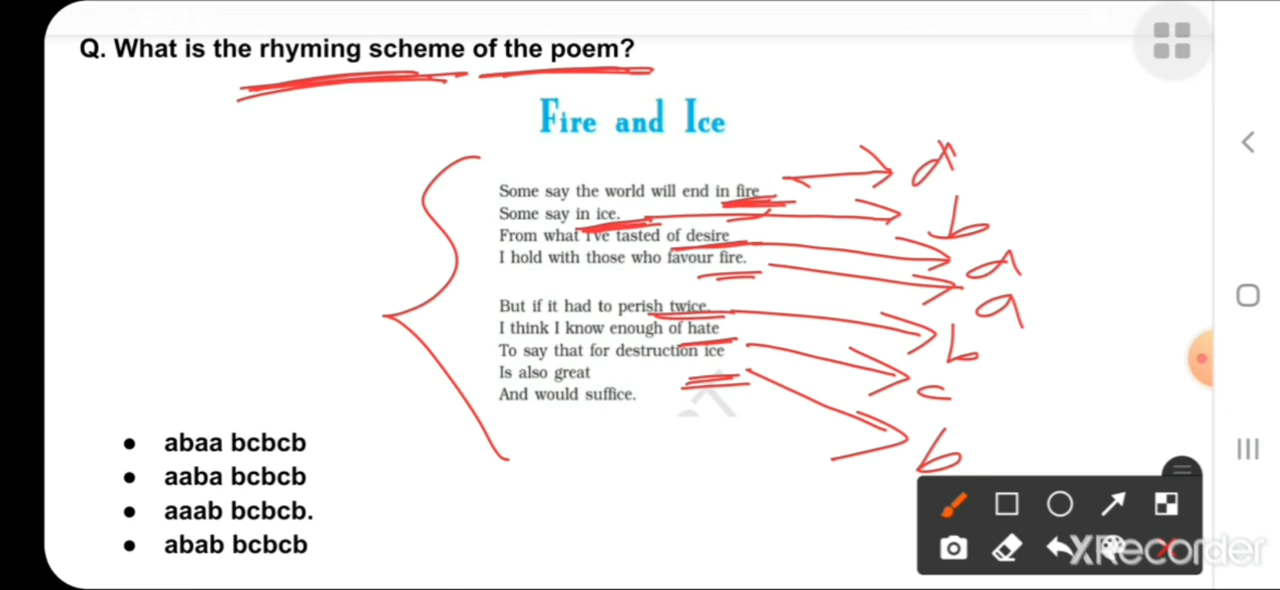 Q. What is the rhyming scheme of the poem?
Fire and Ice
Some say the world will end in fire a
Some say in ice. b
From what I've tasted of desire a
I hold with those who favour fire. a
But if it had to perish twice, b
I think I know enough of hate c
To say that for destruction ice b
Is also great
And would suffice.
abaa bcbcb
aaba bcbcb
aaab bcbcb.
abab bcbcb
XRecorder